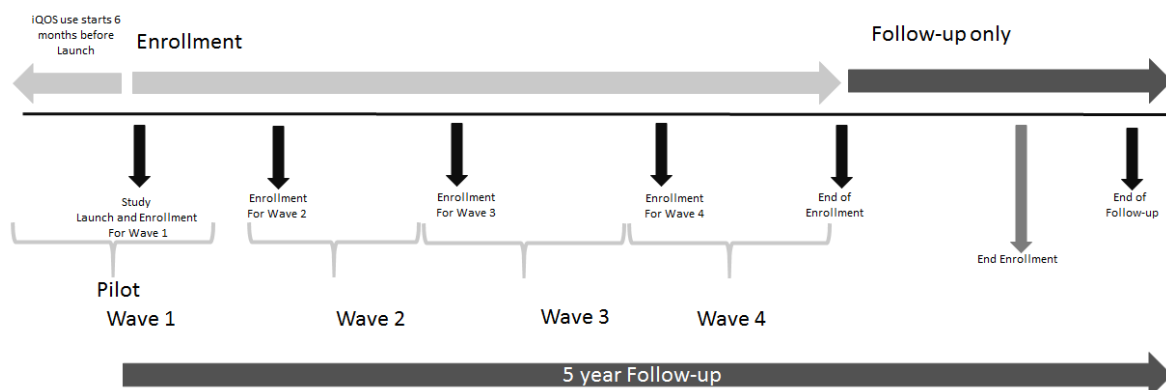 iQOS use starts 6
months before
Launch
Enrollment
Follow-up only
Study
Launch and Enrollment
For Wave 1
Enrollment
For Wave 2
Enrollment
For Wave 3
Enrollment
For Wave 4
End of
Enrollment
End Enrollment
End of
Follow-up
Pilot
Wave 1
Wave 2
Wave 3
Wave 4
5 year Follow-up